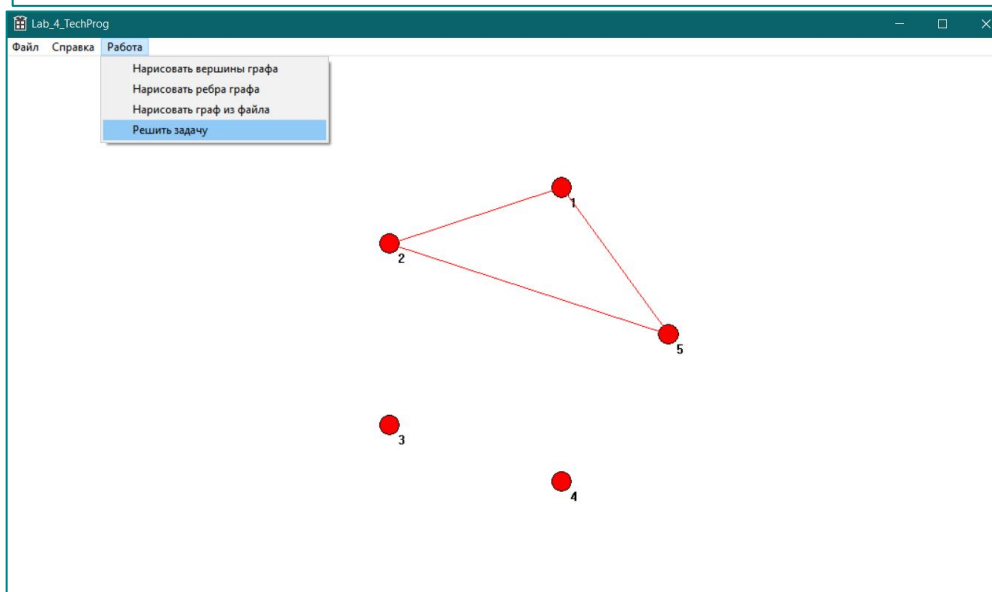 Lab_4_TechProg
Файл Справка Работа
Нарисовать вершины графа
Нарисовать ребра графа
Нарисовать граф из файла
Решить задачу
1
2
5
3
4